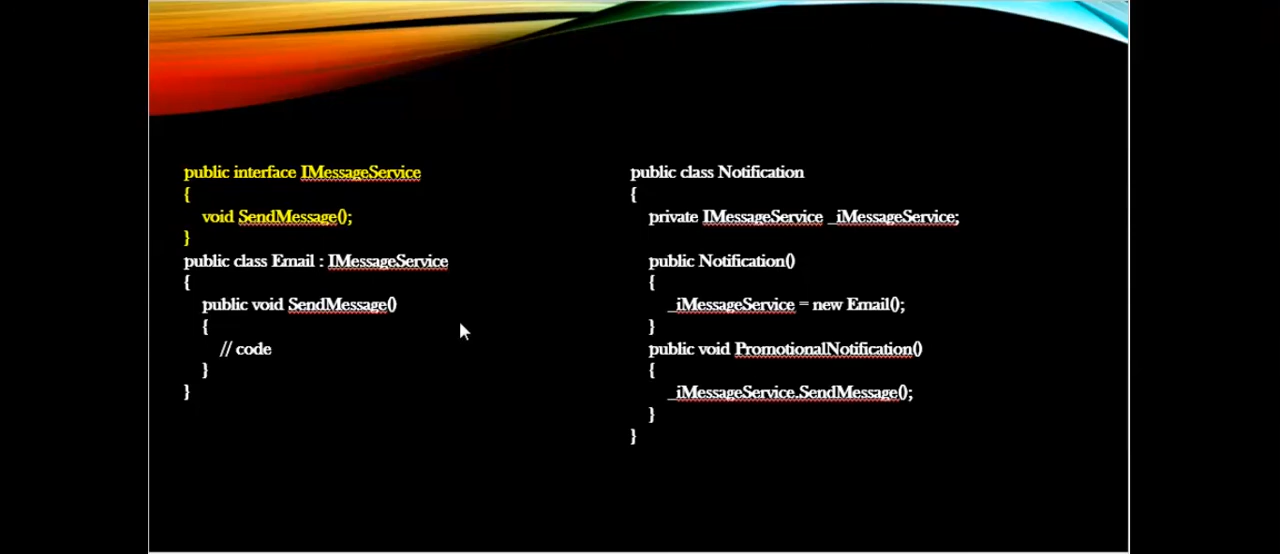 public interface IMessageService
{
void SendMessage();
}
public class Email : IMessageService
{
public void SendMessage()
{
// code
}
}
public class Notification
{
private IMessageService _iMessageService;
public Notification()
{
_iMessageService = new Email();
}
public void PromotionalNotification()
{
_iMessageService.SendMessage();
}
}